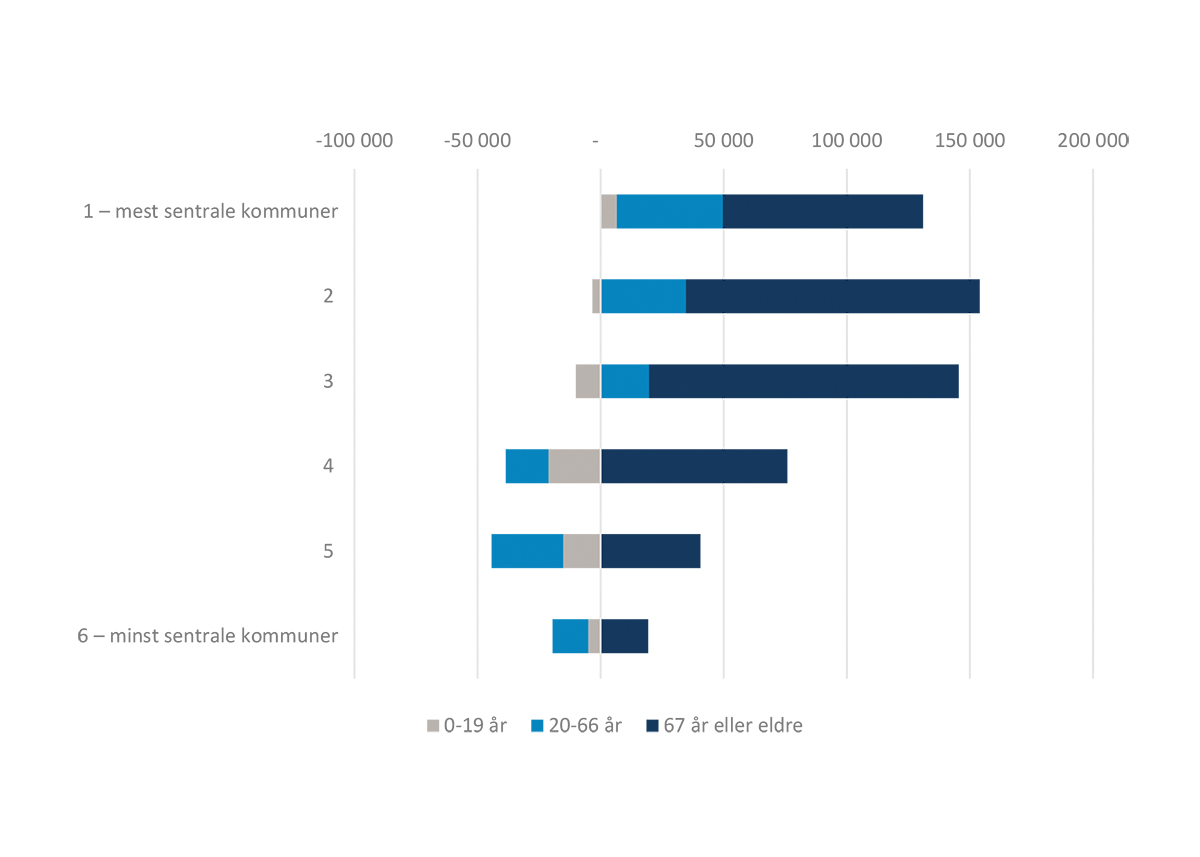 -100 000 -50 000 - 50 000 100 000 150 000 200 000
1 – mest sentrale kommuner
2
3
4
5
6 – minst sentrale kommuner
0-19 år 20-66 år 67 år eller eldre